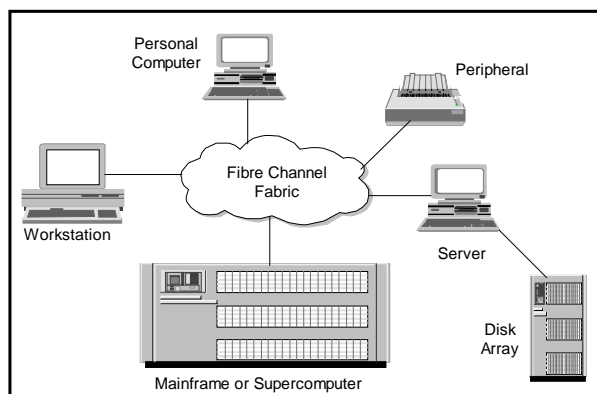 Personal
Computer
Peripheral
Fibre Channel
Fabric
Workstation
Server
Disk
Array
Mainframe or Supercomputer